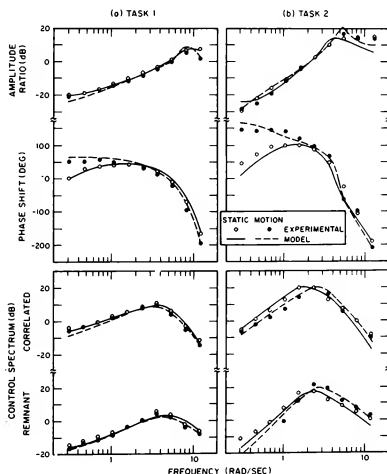 (a) TASK 1
(b) TASK 2
AMPLITUDE
RATIO (dB)
20
0
-20
PHASE SHIFT (DEG)
100
0
-100
-200
STATIC MOTION
EXPERIMENTAL
MODEL
CONTROL SPECTRUM (dB)
CORRELATED
20
0
-20
REMNANT
20
0
-20
1
10
1
10
FREQUENCY (RAD/SEC)